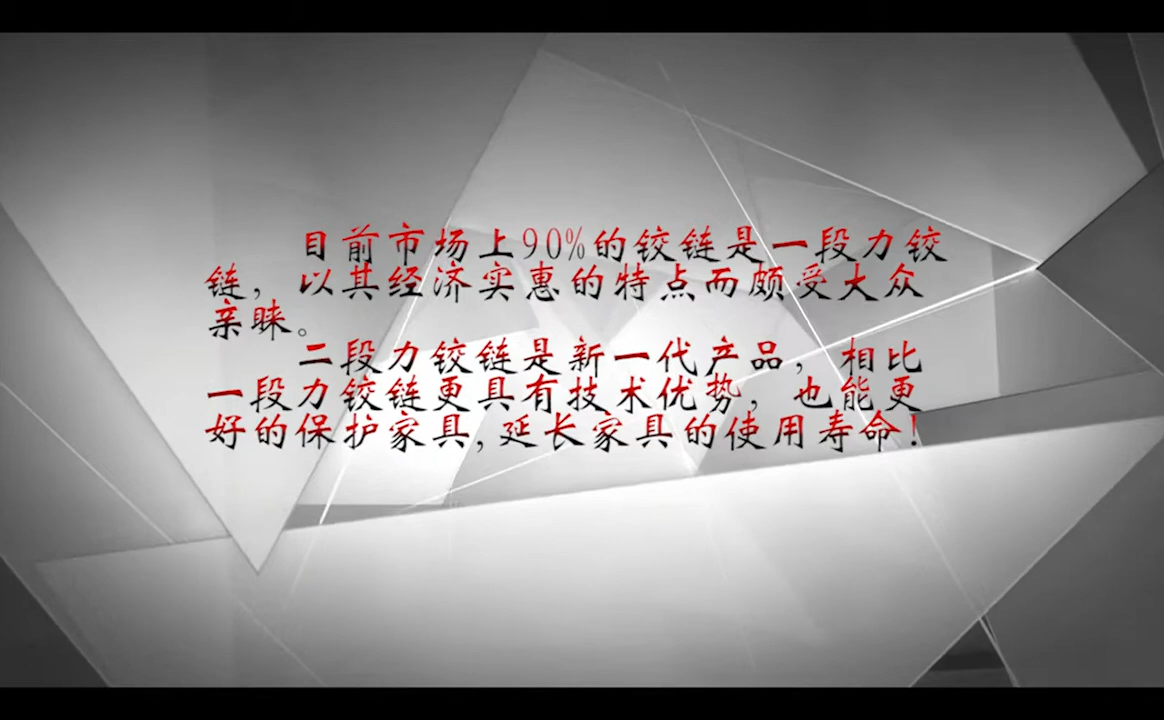 目前市场上90%的铰链是一段力铰
链，以其经济实惠的特点而颇受大众
亲睐。
二段力铰链是新一代产品，相比
一段力铰链更具有技术优势，也能更
好的保护家具,延长家具的使用寿命!